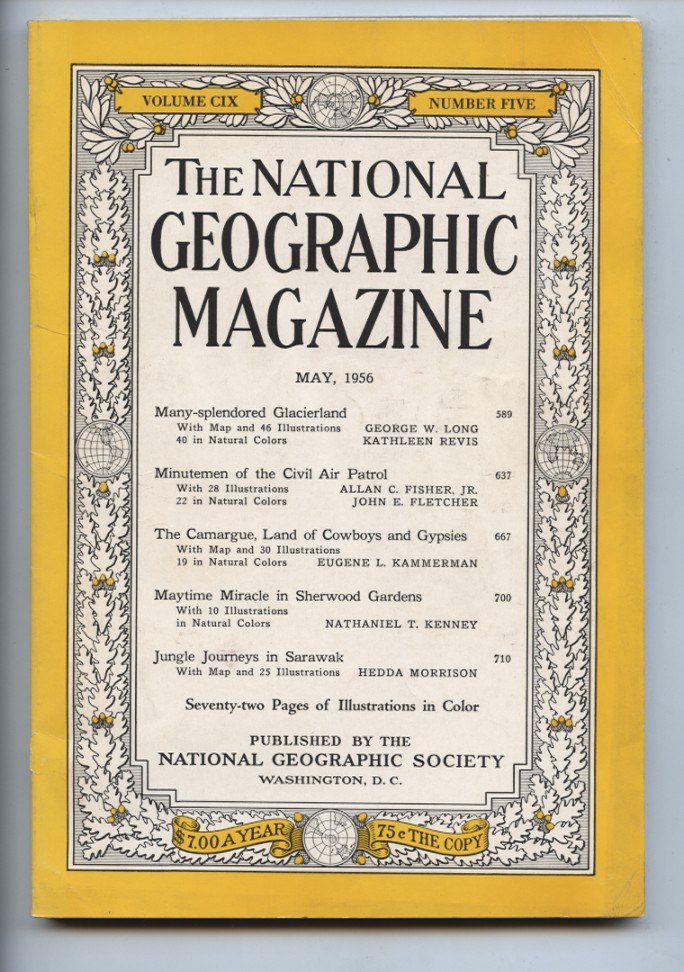 VOLUME CIX
NUMBER FIVE
THE NATIONAL
GEOGRAPHIC
MAGAZINE
MAY, 1956
Many-splendored Glacierland 589
With Map and 46 Illustrations GEORGE W. LONG
40 in Natural Colors KATHLEEN REVIS
Minutemen of the Civil Air Patrol 637
With 28 Illustrations ALLAN C. FISHER, JR.
22 in Natural Colors JOHN E. FLETCHER
The Camargue, Land of Cowboys and Gypsies 667
With Map and 30 Illustrations
19 in Natural Colors EUGENE L. KAMMERMAN
Maytime Miracle in Sherwood Gardens 700
With 10 Illustrations
in Natural Colors NATHANIEL T. KENNEY
Jungle Journeys in Sarawak 710
With Map and 25 Illustrations HEDDA MORRISON
Seventy-two Pages of Illustrations in Color
PUBLISHED BY THE
NATIONAL GEOGRAPHIC SOCIETY
WASHINGTON, D. C.
$7.00 A YEAR
75c THE COPY